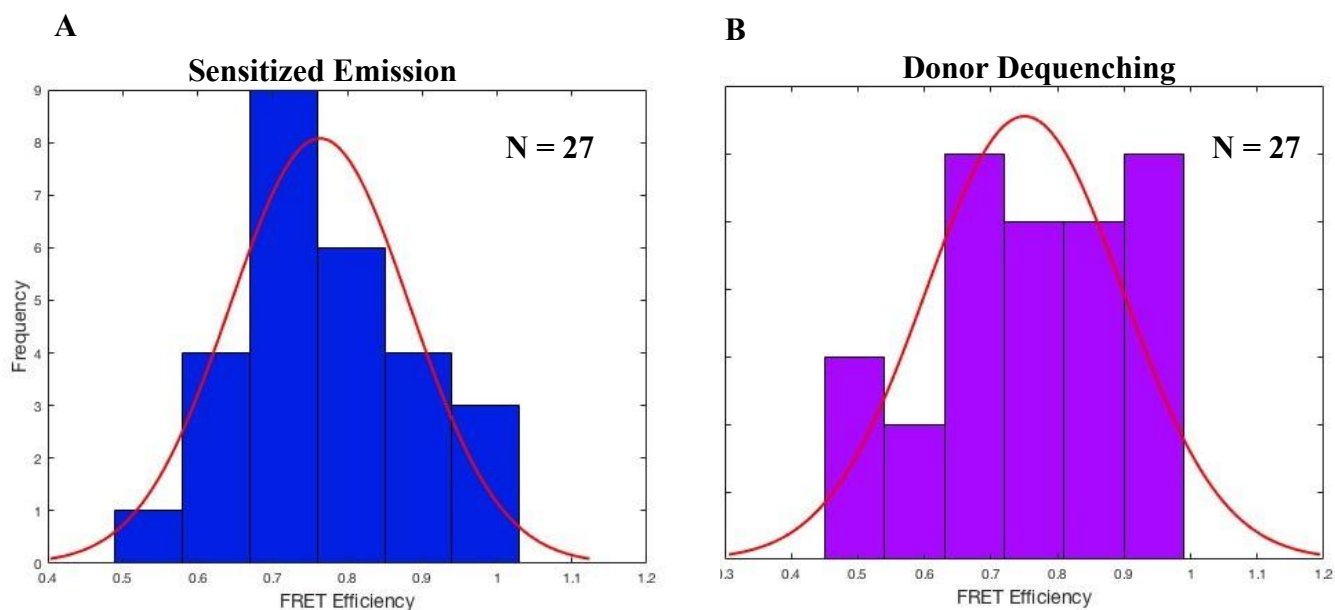 A
Sensitized Emission
N = 27
9
8
7
6
5
4
3
2
1
0
Frequency
0.4 0.5 0.6 0.7 0.8 0.9 1 1.1 1.2
FRET Efficiency
B
Donor Dequenching
N = 27
0.3 0.4 0.5 0.6 0.7 0.8 0.9 1 1.1 1.2
FRET Efficiency